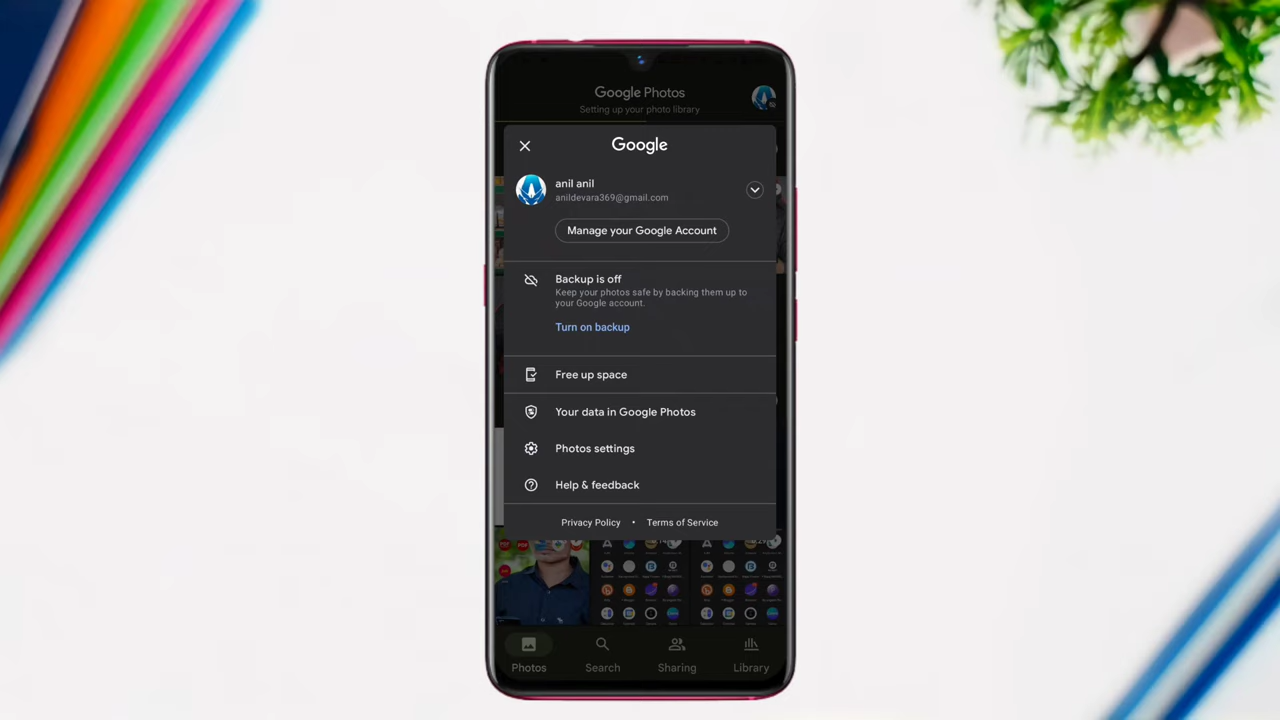 Google Photos
Setting up your photo library
Google
anil anil
anildevara369@gmail.com
Manage your Google Account
Backup is off
Keep your photos safe by backing them up to
your Google account.
Turn on backup
Free up space
Your data in Google Photos
Photos settings
Help & feedback
Privacy Policy • Terms of Service
Photos Search Sharing Library